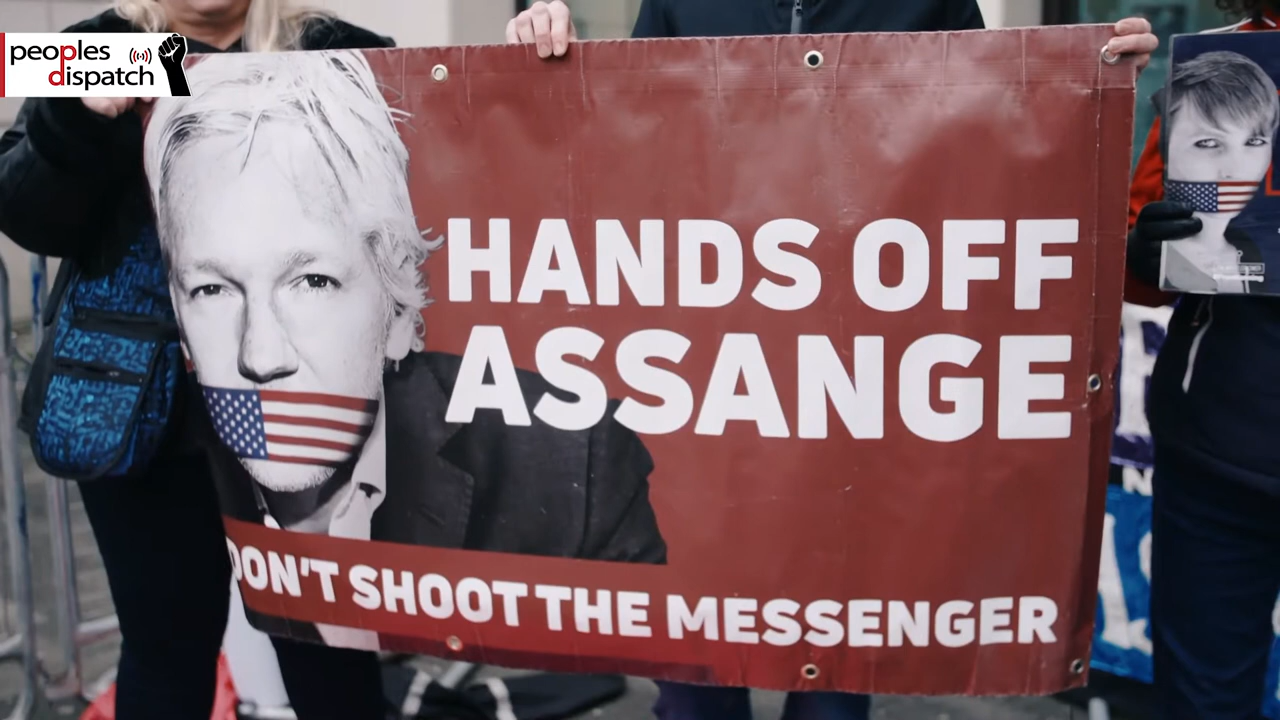 peoples
dispatch
HANDS OFF
ASSANGE
DON'T SHOOT THE MESSENGER